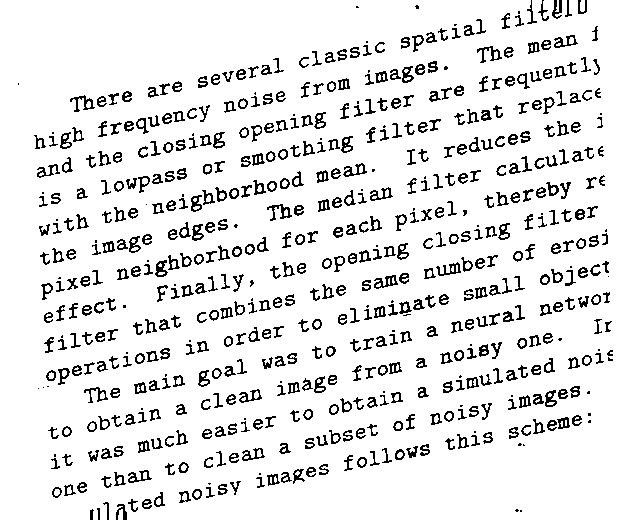 There are several classic spatial filte
high frequency noise from images. The mean f
and the closing opening filter are frequently
is a lowpass or smoothing filter that replace
with the neighborhood mean. It reduces the i
the image edges. The median filter calculate
pixel neighborhood for each pixel, thereby re
effect. Finally, the opening closing filter
filter that combines the same number of erosi
operations in order to eliminate small object
The main goal was to train a neural networ
to obtain a clean image from a noisy one. In
it was much easier to obtain a simulated nois
one than to clean a subset of noisy images.
ulated noisy images follows this scheme: